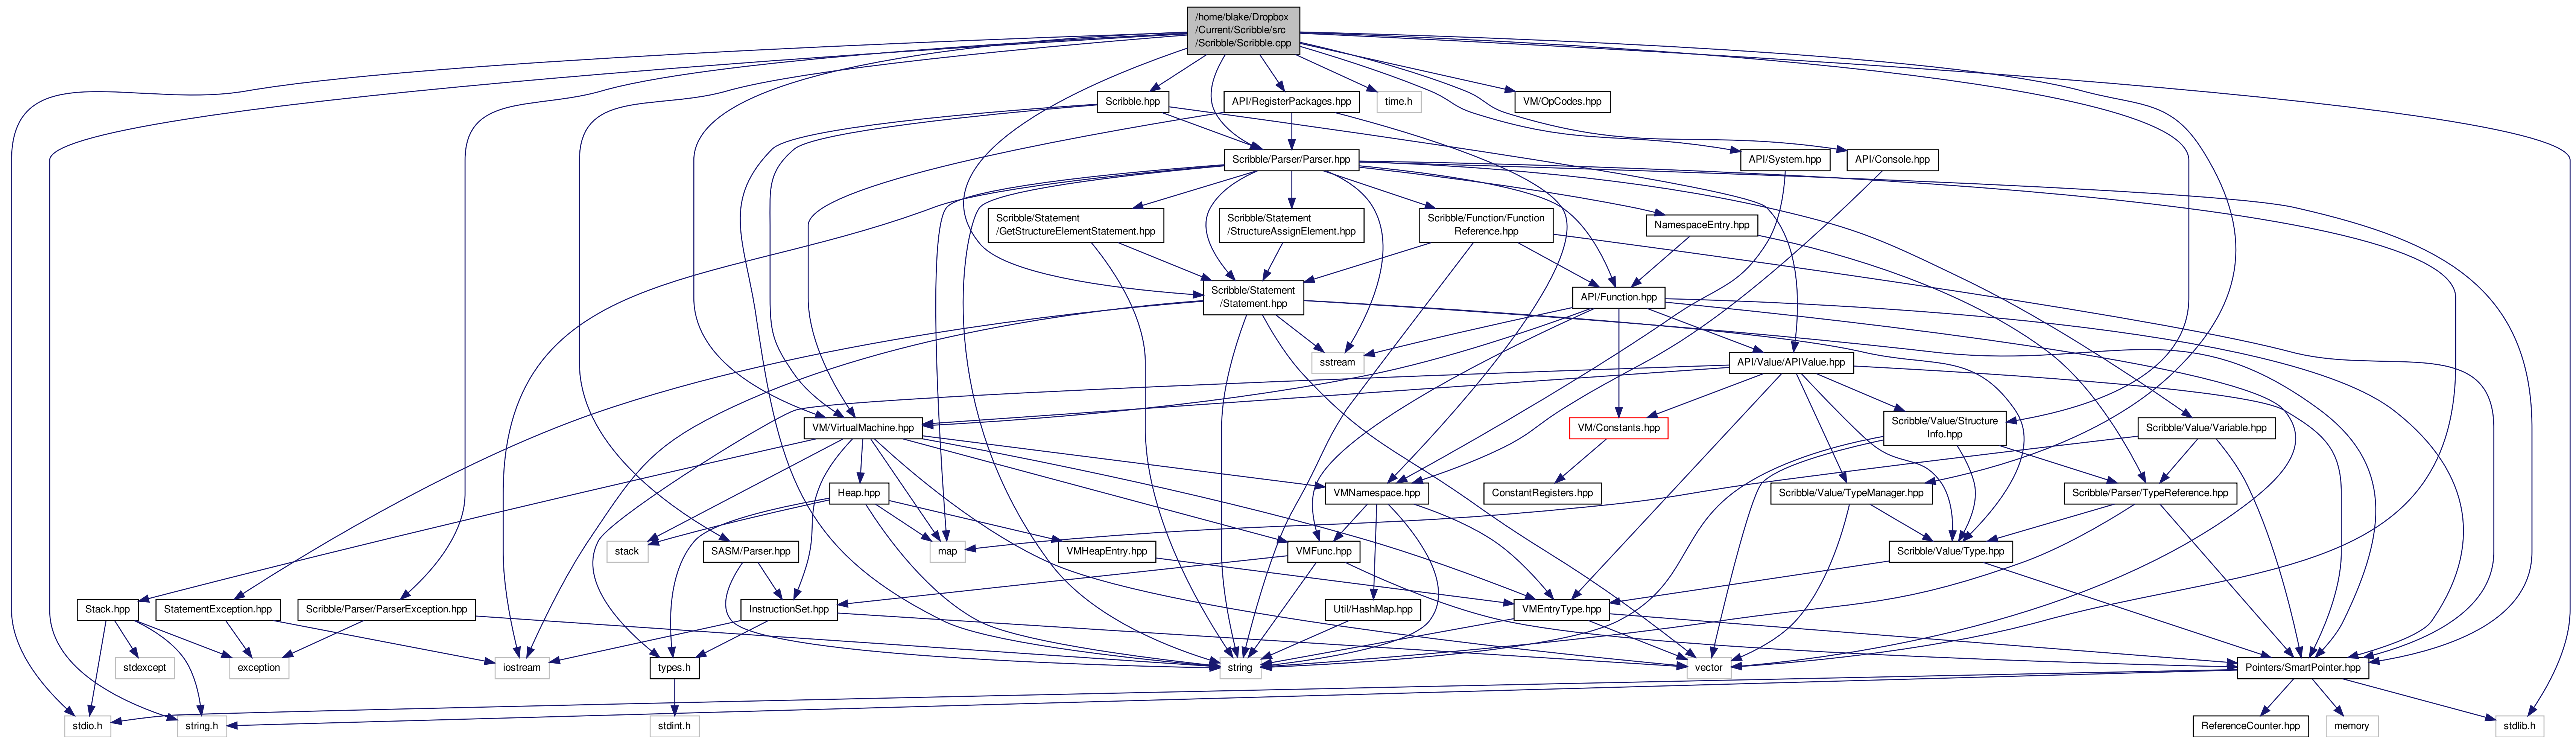 /home/blake/Dropbox
/Current/Scribble/src
/Scribble/Scribble.cpp
Scribble.hpp
API/RegisterPackages.hpp
time.h
VM/OpCodes.hpp
Scribble/Parser/Parser.hpp
API/System.hpp
API/Console.hpp
Scribble/Statement
/GetStructureElementStatement.hpp
Scribble/Statement
/StructureAssignElement.hpp
Scribble/Function/Function
Reference.hpp
NamespaceEntry.hpp
Scribble/Statement
/Statement.hpp
API/Function.hpp
sstream
API/Value/APIValue.hpp
VM/VirtualMachine.hpp
VM/Constants.hpp
Scribble/Value/Structure
Info.hpp
Scribble/Value/Variable.hpp
Heap.hpp
VMNamespace.hpp
ConstantRegisters.hpp
Scribble/Value/TypeManager.hpp
Scribble/Parser/TypeReference.hpp
stack
SASM/Parser.hpp
map
VMHeapEntry.hpp
VMFunc.hpp
Scribble/Value/Type.hpp
Stack.hpp
StatementException.hpp
Scribble/Parser/ParserException.hpp
InstructionSet.hpp
Util/HashMap.hpp
VMEntryType.hpp
stdexcept
exception
iostream
types.h
string
vector
Pointers/SmartPointer.hpp
stdio.h
string.h
stdint.h
ReferenceCounter.hpp
memory
stdlib.h